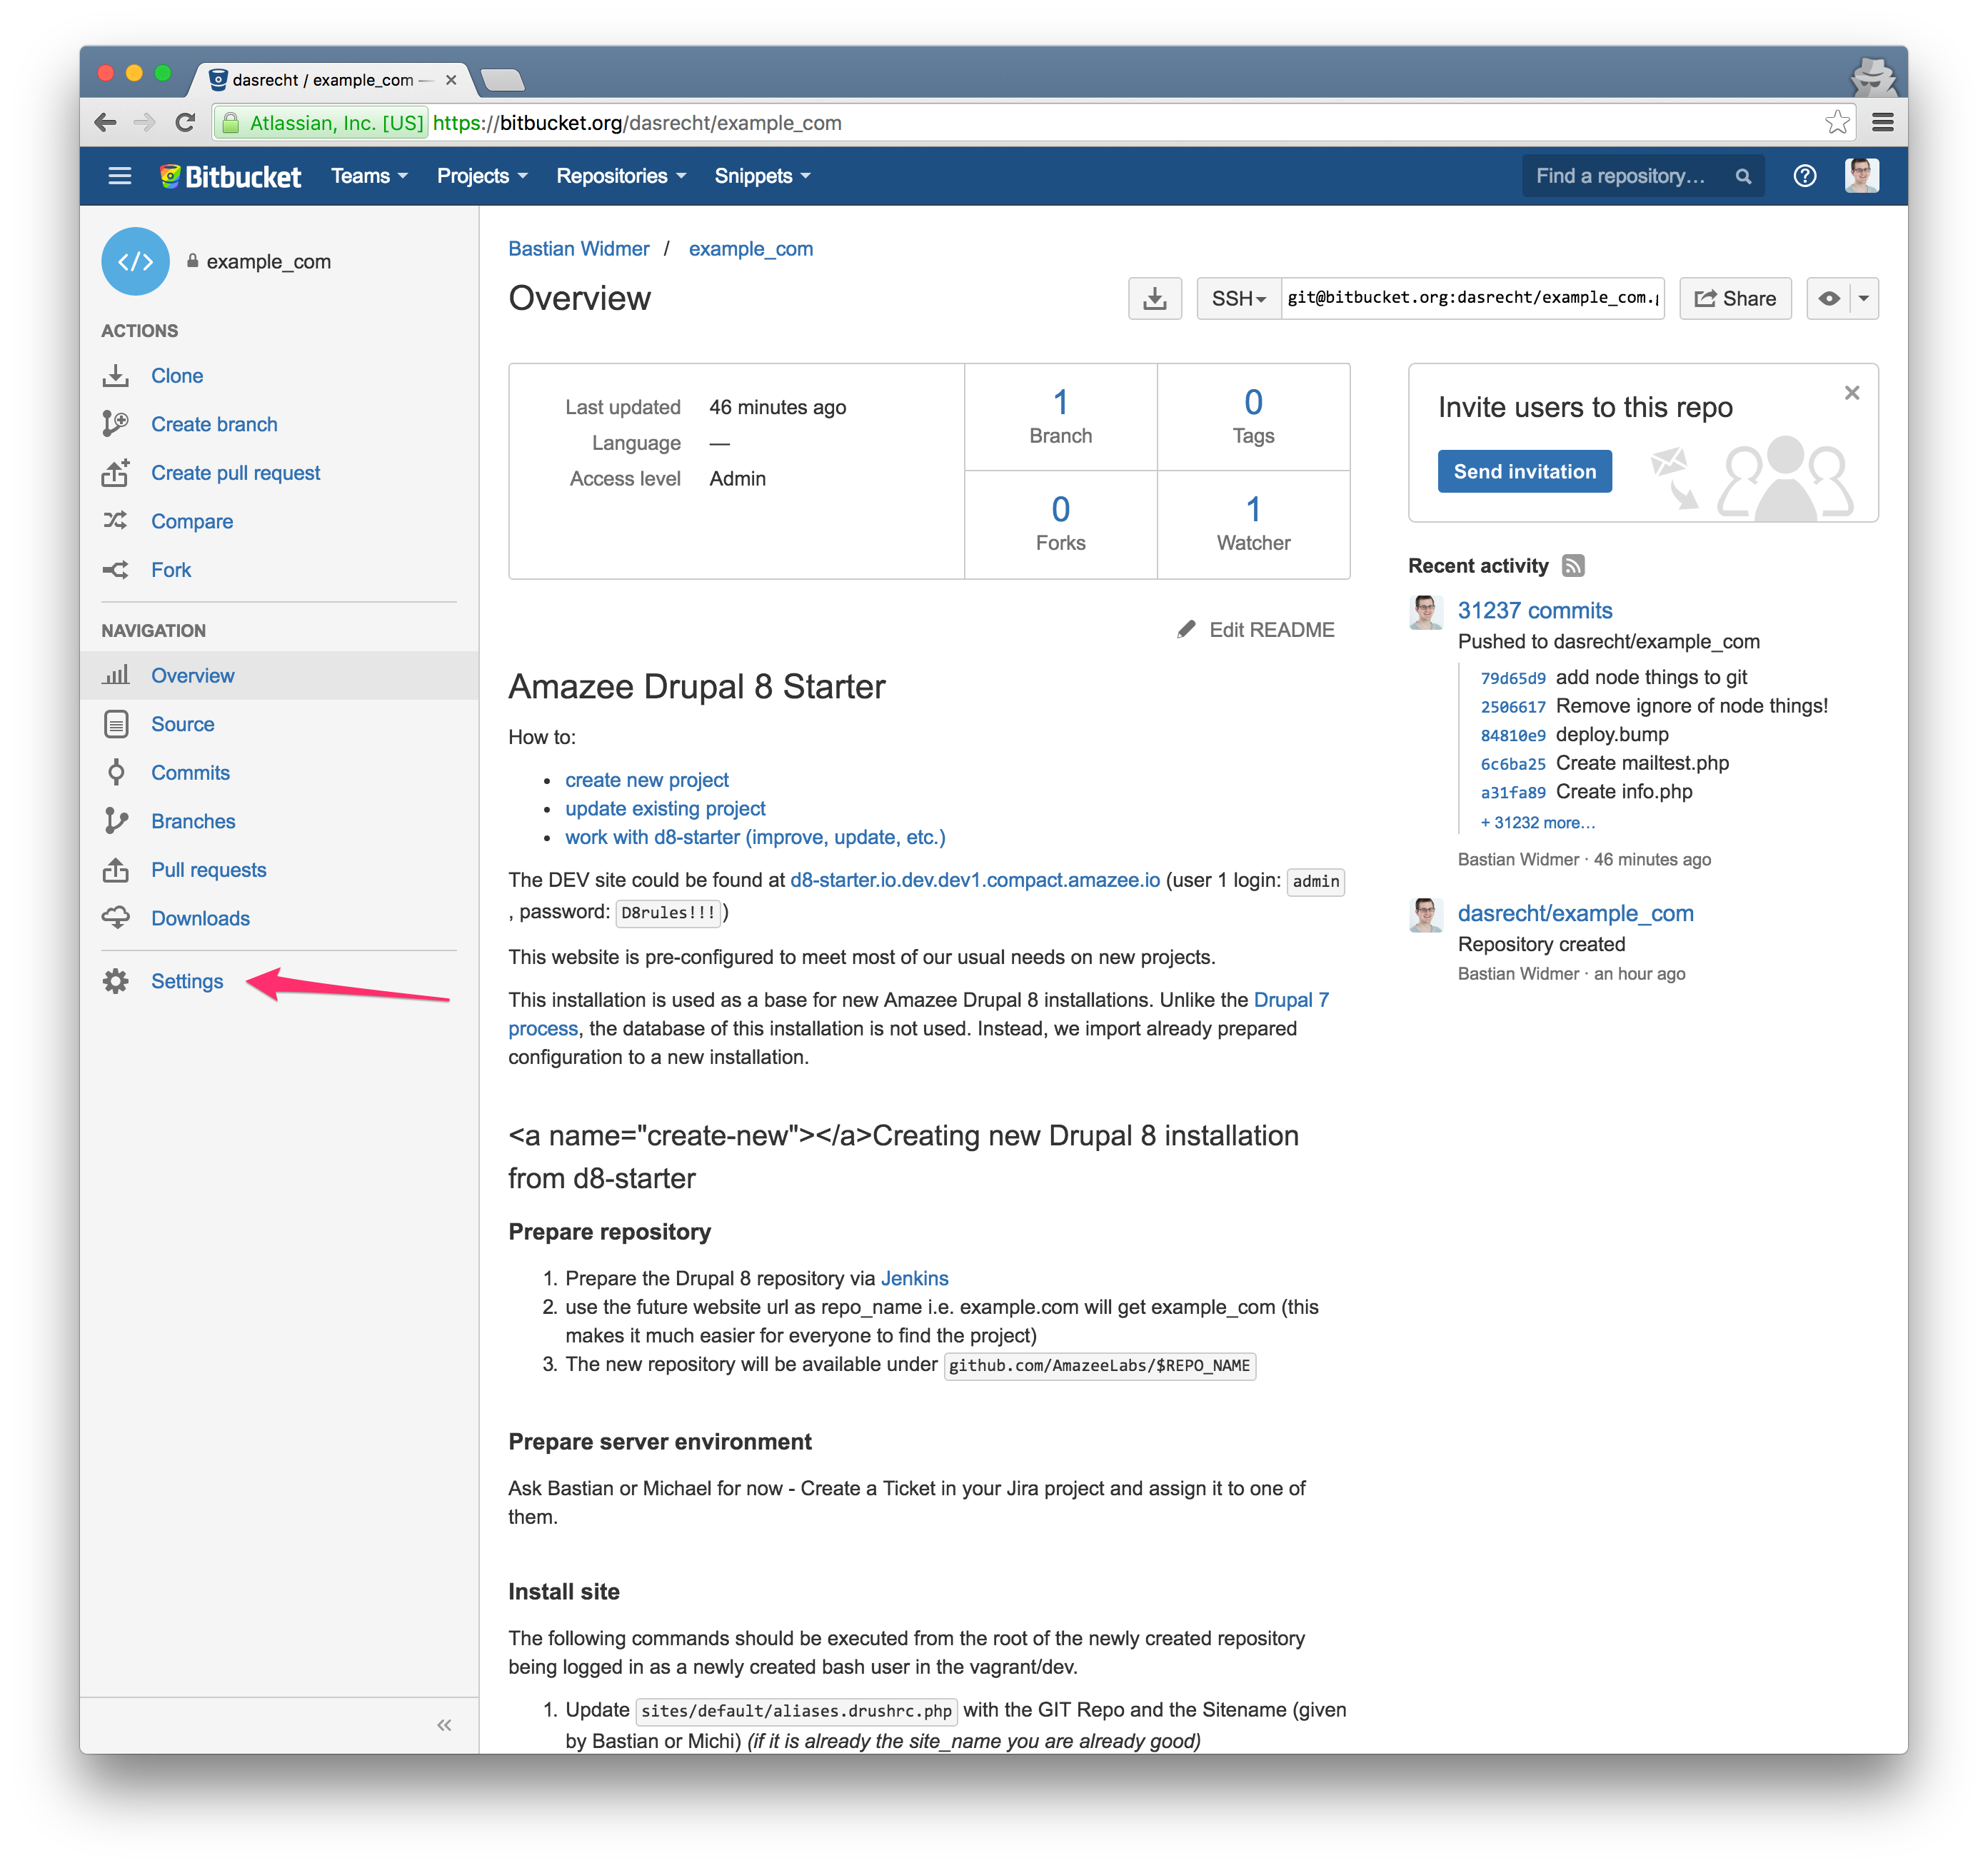 dasrecht / example_com —
Atlassian, Inc. [US] https://bitbucket.org/dasrecht/example_com
Bitbucket Teams Projects Repositories Snippets Find a repository...
</> example_com
ACTIONS
Clone
Create branch
Create pull request
Compare
Fork
NAVIGATION
Overview
Source
Commits
Branches
Pull requests
Downloads
Settings
Bastian Widmer / example_com
Overview
SSH git@bitbucket.org:dasrecht/example_com. Share
Last updated 46 minutes ago
Language —
Access level Admin
1 Branch
0 Tags
0 Forks
1 Watcher
Edit README
Amazee Drupal 8 Starter
How to:
• create new project
• update existing project
• work with d8-starter (improve, update, etc.)
The DEV site could be found at d8-starter.io.dev.dev1.compact.amazee.io (user 1 login: admin
, password: D8rules!!! )
This website is pre-configured to meet most of our usual needs on new projects.
This installation is used as a base for new Amazee Drupal 8 installations. Unlike the Drupal 7
process, the database of this installation is not used. Instead, we import already prepared
configuration to a new installation.
<a name="create-new"></a>Creating new Drupal 8 installation
from d8-starter
Prepare repository
1. Prepare the Drupal 8 repository via Jenkins
2. use the future website url as repo_name i.e. example.com will get example_com (this
makes it much easier for everyone to find the project)
3. The new repository will be available under github.com/AmazeeLabs/$REPO_NAME
Prepare server environment
Ask Bastian or Michael for now - Create a Ticket in your Jira project and assign it to one of
them.
Install site
The following commands should be executed from the root of the newly created repository
being logged in as a newly created bash user in the vagrant/dev.
1. Update sites/default/aliases.drushrc.php with the GIT Repo and the Sitename (given
by Bastian or Michi) (if it is already the site_name you are already good)
Invite users to this repo
Send invitation
Recent activity
31237 commits
Pushed to dasrecht/example_com
79d65d9 add node things to git
2506617 Remove ignore of node things!
84810e9 deploy.bump
6c6ba25 Create mailtest.php
a31fa89 Create info.php
+ 31232 more...
Bastian Widmer · 46 minutes ago
dasrecht/example_com
Repository created
Bastian Widmer · an hour ago